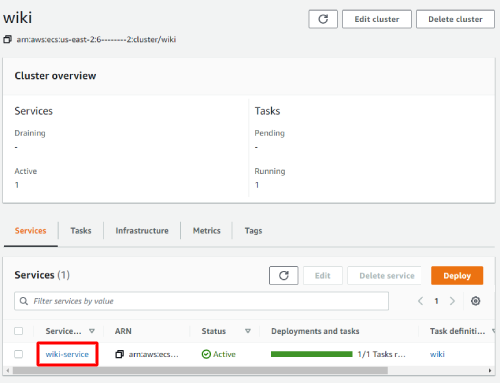 wiki
Edit cluster
Delete cluster
arn:aws:ecs:us-east-2:6--------2:cluster/wiki
Cluster overview
Services
Tasks
Draining
Pending
-
-
Active
Running
1
1
Services
Tasks
Infrastructure
Metrics
Tags
Services (1)
Edit
Delete service
Deploy
Filter services by value
1
Service...
ARN
Status
Deployments and tasks
Task definiti...
wiki-service
arn:aws:ecs...
Active
1/1 Tasks r...
wiki